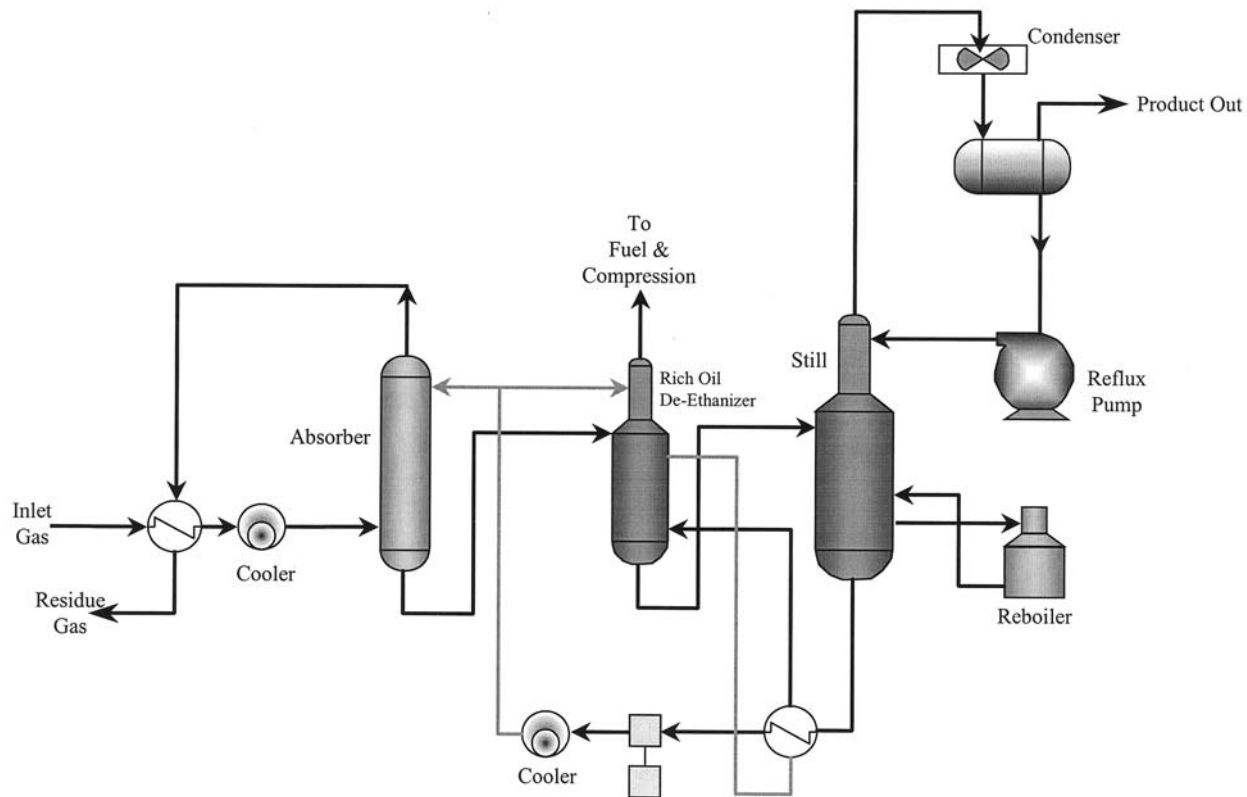 Condenser
Product Out
To
Fuel &
Compression
Still
Rich Oil
De-Ethanizer
Reflux
Pump
Absorber
Inlet
Gas
Cooler
Residue
Gas
Reboiler
Cooler